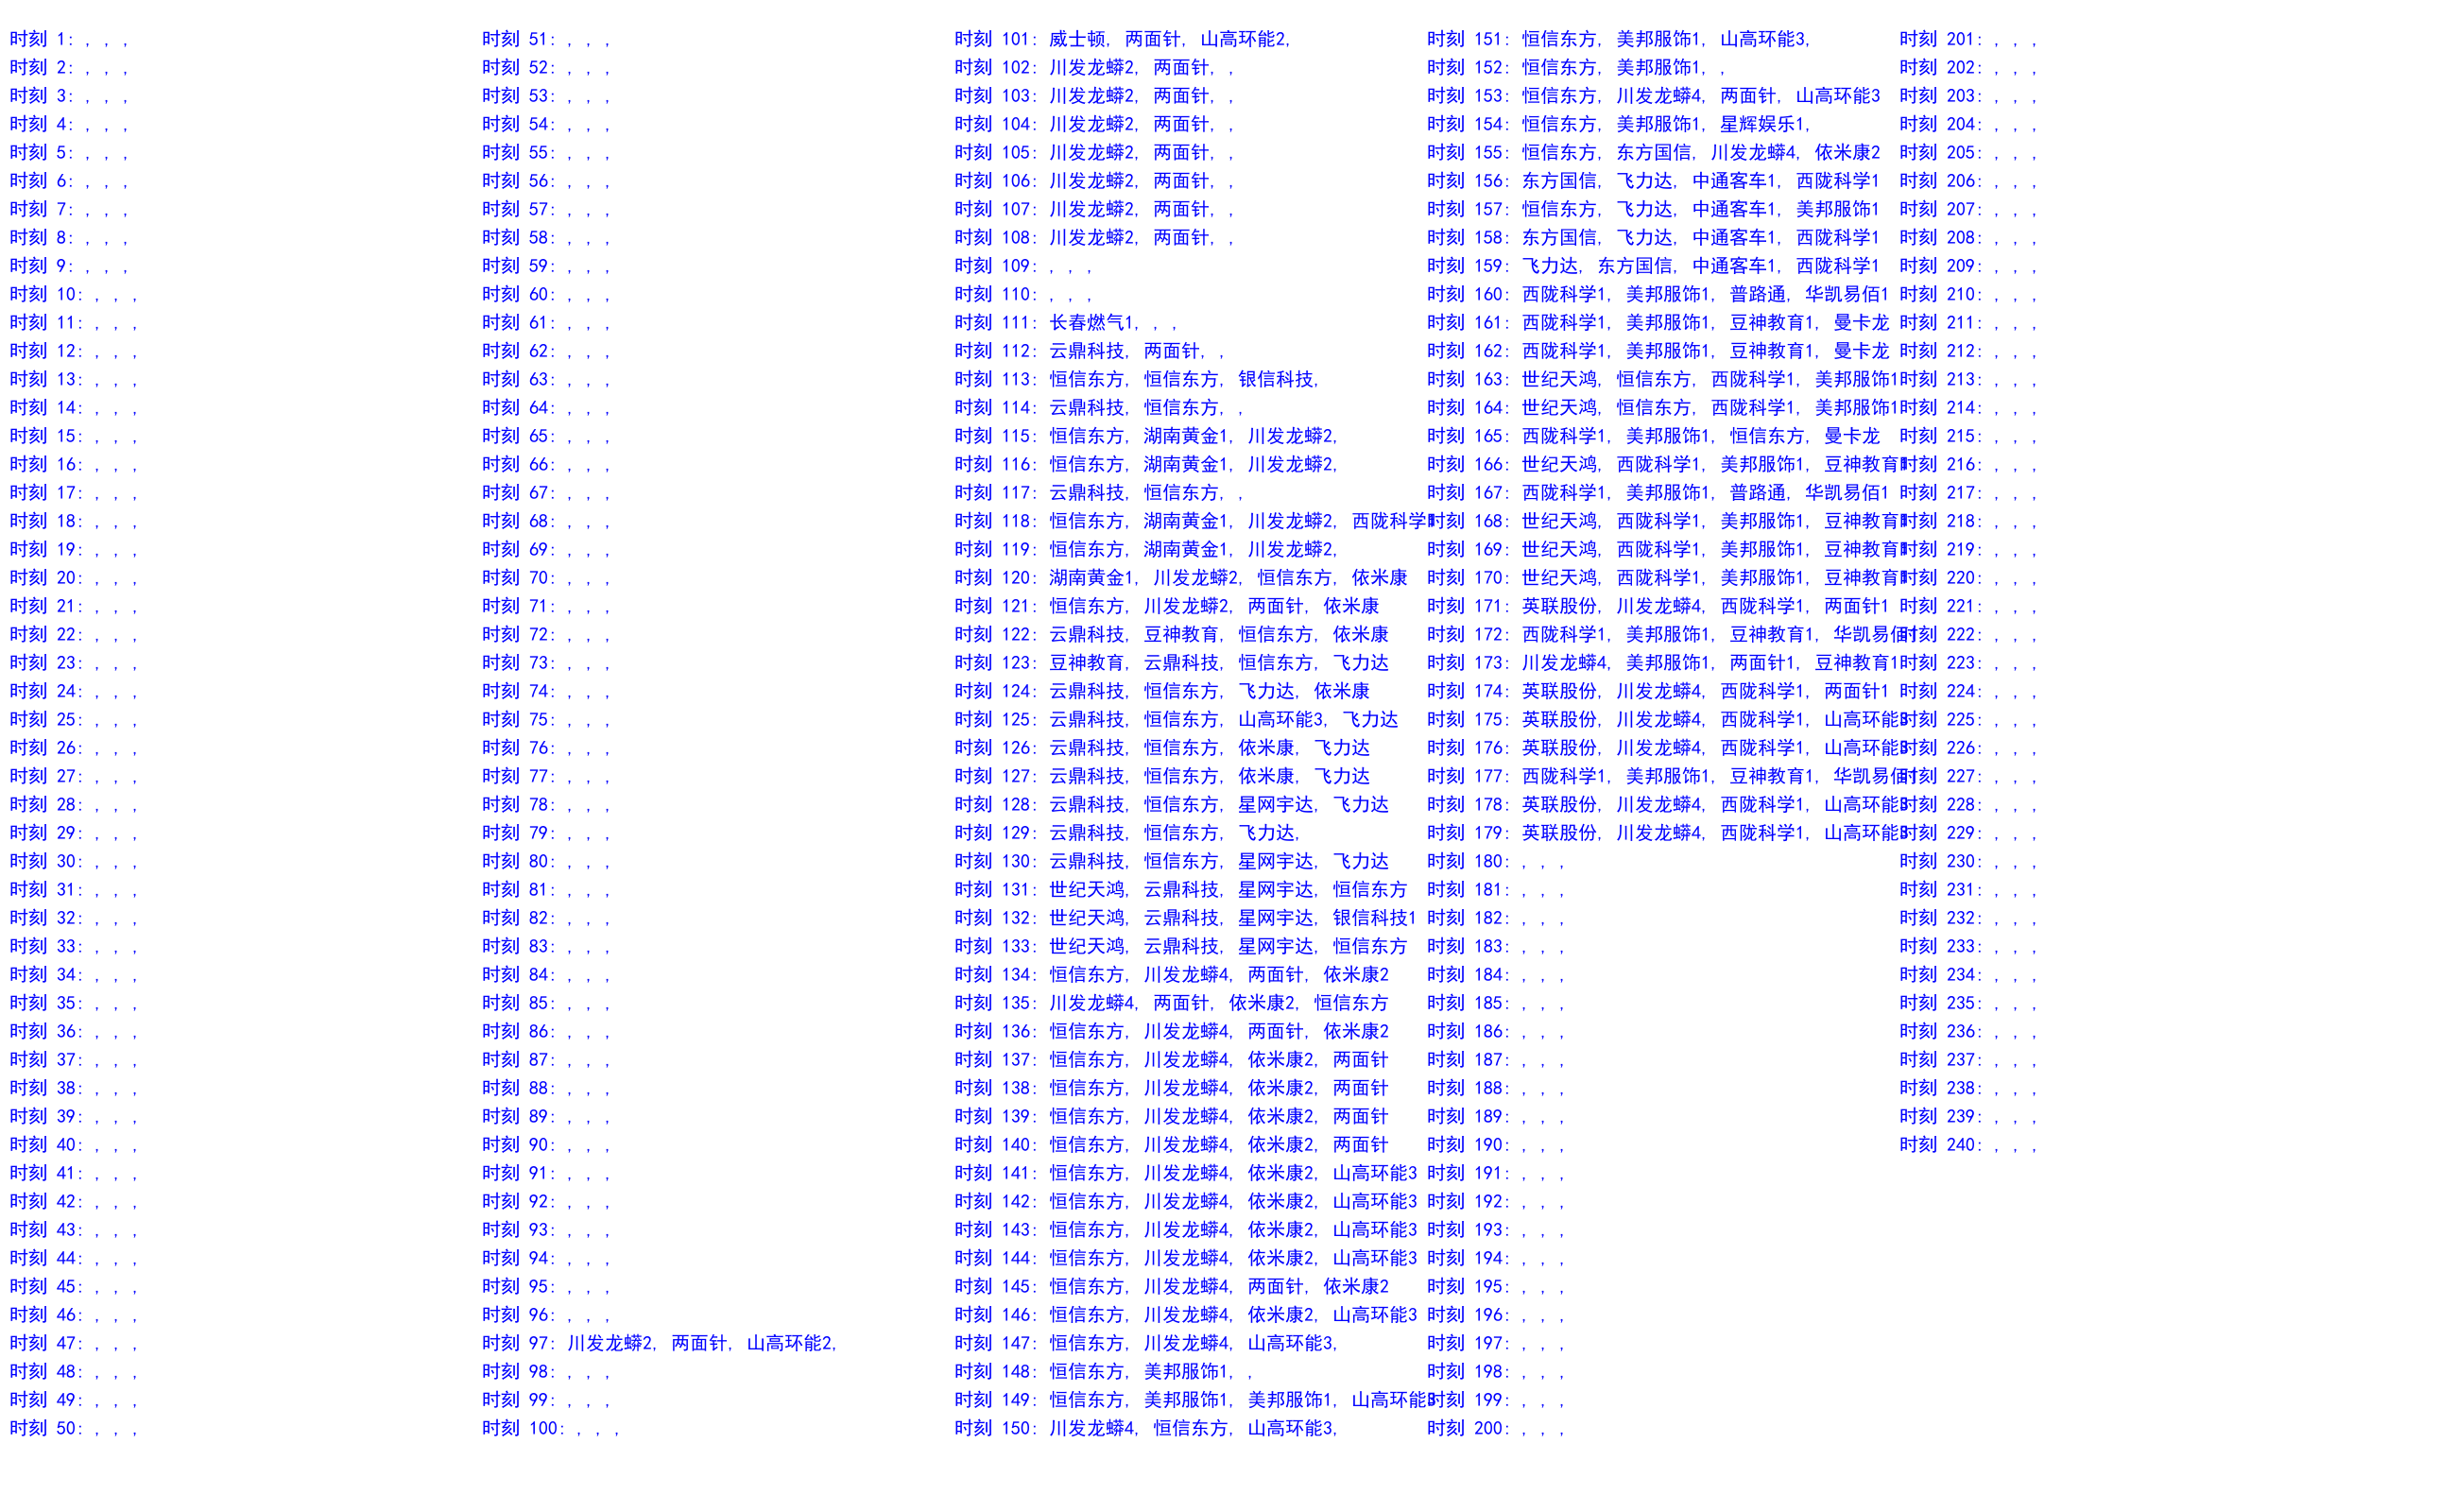 时刻 1: , , ,
时刻 2: , , ,
时刻 3: , , ,
时刻 4: , , ,
时刻 5: , , ,
时刻 6: , , ,
时刻 7: , , ,
时刻 8: , , ,
时刻 9: , , ,
时刻 10: , , ,
时刻 11: , , ,
时刻 12: , , ,
时刻 13: , , ,
时刻 14: , , ,
时刻 15: , , ,
时刻 16: , , ,
时刻 17: , , ,
时刻 18: , , ,
时刻 19: , , ,
时刻 20: , , ,
时刻 21: , , ,
时刻 22: , , ,
时刻 23: , , ,
时刻 24: , , ,
时刻 25: , , ,
时刻 26: , , ,
时刻 27: , , ,
时刻 28: , , ,
时刻 29: , , ,
时刻 30: , , ,
时刻 31: , , ,
时刻 32: , , ,
时刻 33: , , ,
时刻 34: , , ,
时刻 35: , , ,
时刻 36: , , ,
时刻 37: , , ,
时刻 38: , , ,
时刻 39: , , ,
时刻 40: , , ,
时刻 41: , , ,
时刻 42: , , ,
时刻 43: , , ,
时刻 44: , , ,
时刻 45: , , ,
时刻 46: , , ,
时刻 47: , , ,
时刻 48: , , ,
时刻 49: , , ,
时刻 50: , , ,
时刻 51: , , ,
时刻 52: , , ,
时刻 53: , , ,
时刻 54: , , ,
时刻 55: , , ,
时刻 56: , , ,
时刻 57: , , ,
时刻 58: , , ,
时刻 59: , , ,
时刻 60: , , ,
时刻 61: , , ,
时刻 62: , , ,
时刻 63: , , ,
时刻 64: , , ,
时刻 65: , , ,
时刻 66: , , ,
时刻 67: , , ,
时刻 68: , , ,
时刻 69: , , ,
时刻 70: , , ,
时刻 71: , , ,
时刻 72: , , ,
时刻 73: , , ,
时刻 74: , , ,
时刻 75: , , ,
时刻 76: , , ,
时刻 77: , , ,
时刻 78: , , ,
时刻 79: , , ,
时刻 80: , , ,
时刻 81: , , ,
时刻 82: , , ,
时刻 83: , , ,
时刻 84: , , ,
时刻 85: , , ,
时刻 86: , , ,
时刻 87: , , ,
时刻 88: , , ,
时刻 89: , , ,
时刻 90: , , ,
时刻 91: , , ,
时刻 92: , , ,
时刻 93: , , ,
时刻 94: , , ,
时刻 95: , , ,
时刻 96: , , ,
时刻 97: 川发龙蟒2, 两面针, 山高环能2,
时刻 98: , , ,
时刻 99: , , ,
时刻 100: , , ,
时刻 101: 威士顿, 两面针, 山高环能2,
时刻 102: 川发龙蟒2, 两面针, ,
时刻 103: 川发龙蟒2, 两面针, ,
时刻 104: 川发龙蟒2, 两面针, ,
时刻 105: 川发龙蟒2, 两面针, ,
时刻 106: 川发龙蟒2, 两面针, ,
时刻 107: 川发龙蟒2, 两面针, ,
时刻 108: 川发龙蟒2, 两面针, ,
时刻 109: , , ,
时刻 110: , , ,
时刻 111: 长春燃气1, , ,
时刻 112: 云鼎科技, 两面针, ,
时刻 113: 恒信东方, 恒信东方, 银信科技,
时刻 114: 云鼎科技, 恒信东方, ,
时刻 115: 恒信东方, 湖南黄金1, 川发龙蟒2,
时刻 116: 恒信东方, 湖南黄金1, 川发龙蟒2,
时刻 117: 云鼎科技, 恒信东方, ,
时刻 118: 恒信东方, 湖南黄金1, 川发龙蟒2, 西陇科学
时刻 119: 恒信东方, 湖南黄金1, 川发龙蟒2,
时刻 120: 湖南黄金1, 川发龙蟒2, 恒信东方, 依米康
时刻 121: 恒信东方, 川发龙蟒2, 两面针, 依米康
时刻 122: 云鼎科技, 豆神教育, 恒信东方, 依米康
时刻 123: 豆神教育, 云鼎科技, 恒信东方, 飞力达
时刻 124: 云鼎科技, 恒信东方, 飞力达, 依米康
时刻 125: 云鼎科技, 恒信东方, 山高环能3, 飞力达
时刻 126: 云鼎科技, 恒信东方, 依米康, 飞力达
时刻 127: 云鼎科技, 恒信东方, 依米康, 飞力达
时刻 128: 云鼎科技, 恒信东方, 星网宇达, 飞力达
时刻 129: 云鼎科技, 恒信东方, 飞力达,
时刻 130: 云鼎科技, 恒信东方, 星网宇达, 飞力达
时刻 131: 世纪天鸿, 云鼎科技, 星网宇达, 恒信东方
时刻 132: 世纪天鸿, 云鼎科技, 星网宇达, 银信科技1
时刻 133: 世纪天鸿, 云鼎科技, 星网宇达, 恒信东方
时刻 134: 恒信东方, 川发龙蟒4, 两面针, 依米康2
时刻 135: 川发龙蟒4, 两面针, 依米康2, 恒信东方
时刻 136: 恒信东方, 川发龙蟒4, 两面针, 依米康2
时刻 137: 恒信东方, 川发龙蟒4, 依米康2, 两面针
时刻 138: 恒信东方, 川发龙蟒4, 依米康2, 两面针
时刻 139: 恒信东方, 川发龙蟒4, 依米康2, 两面针
时刻 140: 恒信东方, 川发龙蟒4, 依米康2, 两面针
时刻 141: 恒信东方, 川发龙蟒4, 依米康2, 山高环能3
时刻 142: 恒信东方, 川发龙蟒4, 依米康2, 山高环能3
时刻 143: 恒信东方, 川发龙蟒4, 依米康2, 山高环能3
时刻 144: 恒信东方, 川发龙蟒4, 依米康2, 山高环能3
时刻 145: 恒信东方, 川发龙蟒4, 两面针, 依米康2
时刻 146: 恒信东方, 川发龙蟒4, 依米康2, 山高环能3
时刻 147: 恒信东方, 川发龙蟒4, 山高环能3,
时刻 148: 恒信东方, 美邦服饰1, ,
时刻 149: 恒信东方, 美邦服饰1, 美邦服饰1, 山高环能
时刻 150: 川发龙蟒4, 恒信东方, 山高环能3,
时刻 151: 恒信东方, 美邦服饰1, 山高环能3,
时刻 152: 恒信东方, 美邦服饰1, ,
时刻 153: 恒信东方, 川发龙蟒4, 两面针, 山高环能3
时刻 154: 恒信东方, 美邦服饰1, 星辉娱乐1,
时刻 155: 恒信东方, 东方国信, 川发龙蟒4, 依米康2
时刻 156: 东方国信, 飞力达, 中通客车1, 西陇科学1
时刻 157: 恒信东方, 飞力达, 中通客车1, 美邦服饰1
时刻 158: 东方国信, 飞力达, 中通客车1, 西陇科学1
时刻 159: 飞力达, 东方国信, 中通客车1, 西陇科学1
时刻 160: 西陇科学1, 美邦服饰1, 普路通, 华凯易佰1
时刻 161: 西陇科学1, 美邦服饰1, 豆神教育1, 曼卡龙
时刻 162: 西陇科学1, 美邦服饰1, 豆神教育1, 曼卡龙
时刻 163: 世纪天鸿, 恒信东方, 西陇科学1, 美邦服饰1
时刻 164: 世纪天鸿, 恒信东方, 西陇科学1, 美邦服饰1
时刻 165: 西陇科学1, 美邦服饰1, 恒信东方, 曼卡龙
时刻 166: 世纪天鸿, 西陇科学1, 美邦服饰1, 豆神教育
时刻 167: 西陇科学1, 美邦服饰1, 普路通, 华凯易佰1
时刻 168: 世纪天鸿, 西陇科学1, 美邦服饰1, 豆神教育
时刻 169: 世纪天鸿, 西陇科学1, 美邦服饰1, 豆神教育
时刻 170: 世纪天鸿, 西陇科学1, 美邦服饰1, 豆神教育
时刻 171: 英联股份, 川发龙蟒4, 西陇科学1, 两面针1
时刻 172: 西陇科学1, 美邦服饰1, 豆神教育1, 华凯易佰1
时刻 173: 川发龙蟒4, 美邦服饰1, 两面针1, 豆神教育1
时刻 174: 英联股份, 川发龙蟒4, 西陇科学1, 两面针1
时刻 175: 英联股份, 川发龙蟒4, 西陇科学1, 山高环能
时刻 176: 英联股份, 川发龙蟒4, 西陇科学1, 山高环能
时刻 177: 西陇科学1, 美邦服饰1, 豆神教育1, 华凯易佰1
时刻 178: 英联股份, 川发龙蟒4, 西陇科学1, 山高环能
时刻 179: 英联股份, 川发龙蟒4, 西陇科学1, 山高环能
时刻 180: , , ,
时刻 181: , , ,
时刻 182: , , ,
时刻 183: , , ,
时刻 184: , , ,
时刻 185: , , ,
时刻 186: , , ,
时刻 187: , , ,
时刻 188: , , ,
时刻 189: , , ,
时刻 190: , , ,
时刻 191: , , ,
时刻 192: , , ,
时刻 193: , , ,
时刻 194: , , ,
时刻 195: , , ,
时刻 196: , , ,
时刻 197: , , ,
时刻 198: , , ,
时刻 199: , , ,
时刻 200: , , ,
时刻 201: , , ,
时刻 202: , , ,
时刻 203: , , ,
时刻 204: , , ,
时刻 205: , , ,
时刻 206: , , ,
时刻 207: , , ,
时刻 208: , , ,
时刻 209: , , ,
时刻 210: , , ,
时刻 211: , , ,
时刻 212: , , ,
时刻 213: , , ,
时刻 214: , , ,
时刻 215: , , ,
时刻 216: , , ,
时刻 217: , , ,
时刻 218: , , ,
时刻 219: , , ,
时刻 220: , , ,
时刻 221: , , ,
时刻 222: , , ,
时刻 223: , , ,
时刻 224: , , ,
时刻 225: , , ,
时刻 226: , , ,
时刻 227: , , ,
时刻 228: , , ,
时刻 229: , , ,
时刻 230: , , ,
时刻 231: , , ,
时刻 232: , , ,
时刻 233: , , ,
时刻 234: , , ,
时刻 235: , , ,
时刻 236: , , ,
时刻 237: , , ,
时刻 238: , , ,
时刻 239: , , ,
时刻 240: , , ,